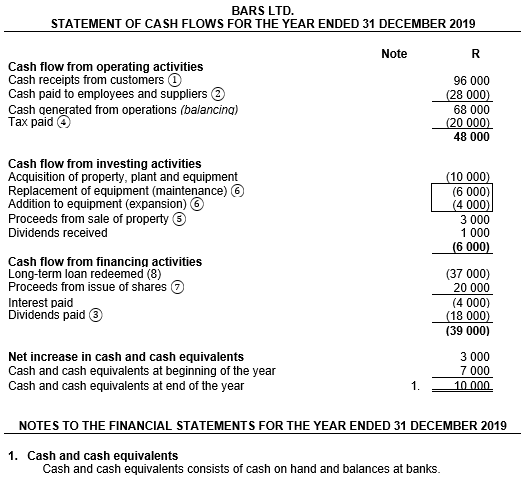 BARS LTD.
STATEMENT OF CASH FLOWS FOR THE YEAR ENDED 31 DECEMBER 2019
Note R
Cash flow from operating activities
Cash receipts from customers ① 96 000
Cash paid to employees and suppliers ② (28 000)
Cash generated from operations (balancing) 68 000
Tax paid ④ (20 000)
48 000
Cash flow from investing activities
Acquisition of property, plant and equipment (10 000)
Replacement of equipment (maintenance) ⑥ (6 000)
Addition to equipment (expansion) ⑥ (4 000)
Proceeds from sale of property ⑤ 3 000
Dividends received 1 000
(6 000)
Cash flow from financing activities
Long-term loan redeemed (8) (37 000)
Proceeds from issue of shares ⑦ 20 000
Interest paid (4 000)
Dividends paid ③ (18 000)
(39 000)
Net increase in cash and cash equivalents 3 000
Cash and cash equivalents at beginning of the year 7 000
Cash and cash equivalents at end of the year 1. 10 000
NOTES TO THE FINANCIAL STATEMENTS FOR THE YEAR ENDED 31 DECEMBER 2019
1. Cash and cash equivalents
Cash and cash equivalents consists of cash on hand and balances at banks.